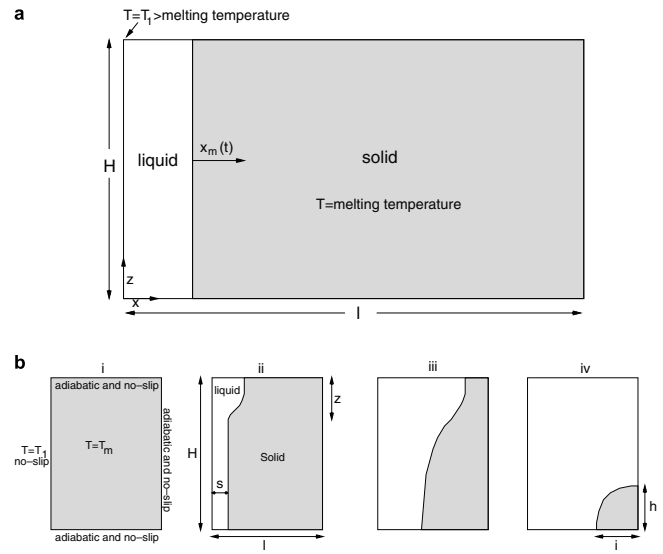 a
T=T1>melting temperature
H
liquid
xm(t)
solid
T=melting temperature
z
x
l
b
i
ii
iii
iv
adiabatic and no–slip
T=T1
no–slip
T=Tm
adiabatic and no–slip
adiabatic and no–slip
liquid
z
H
s
Solid
l
h
i